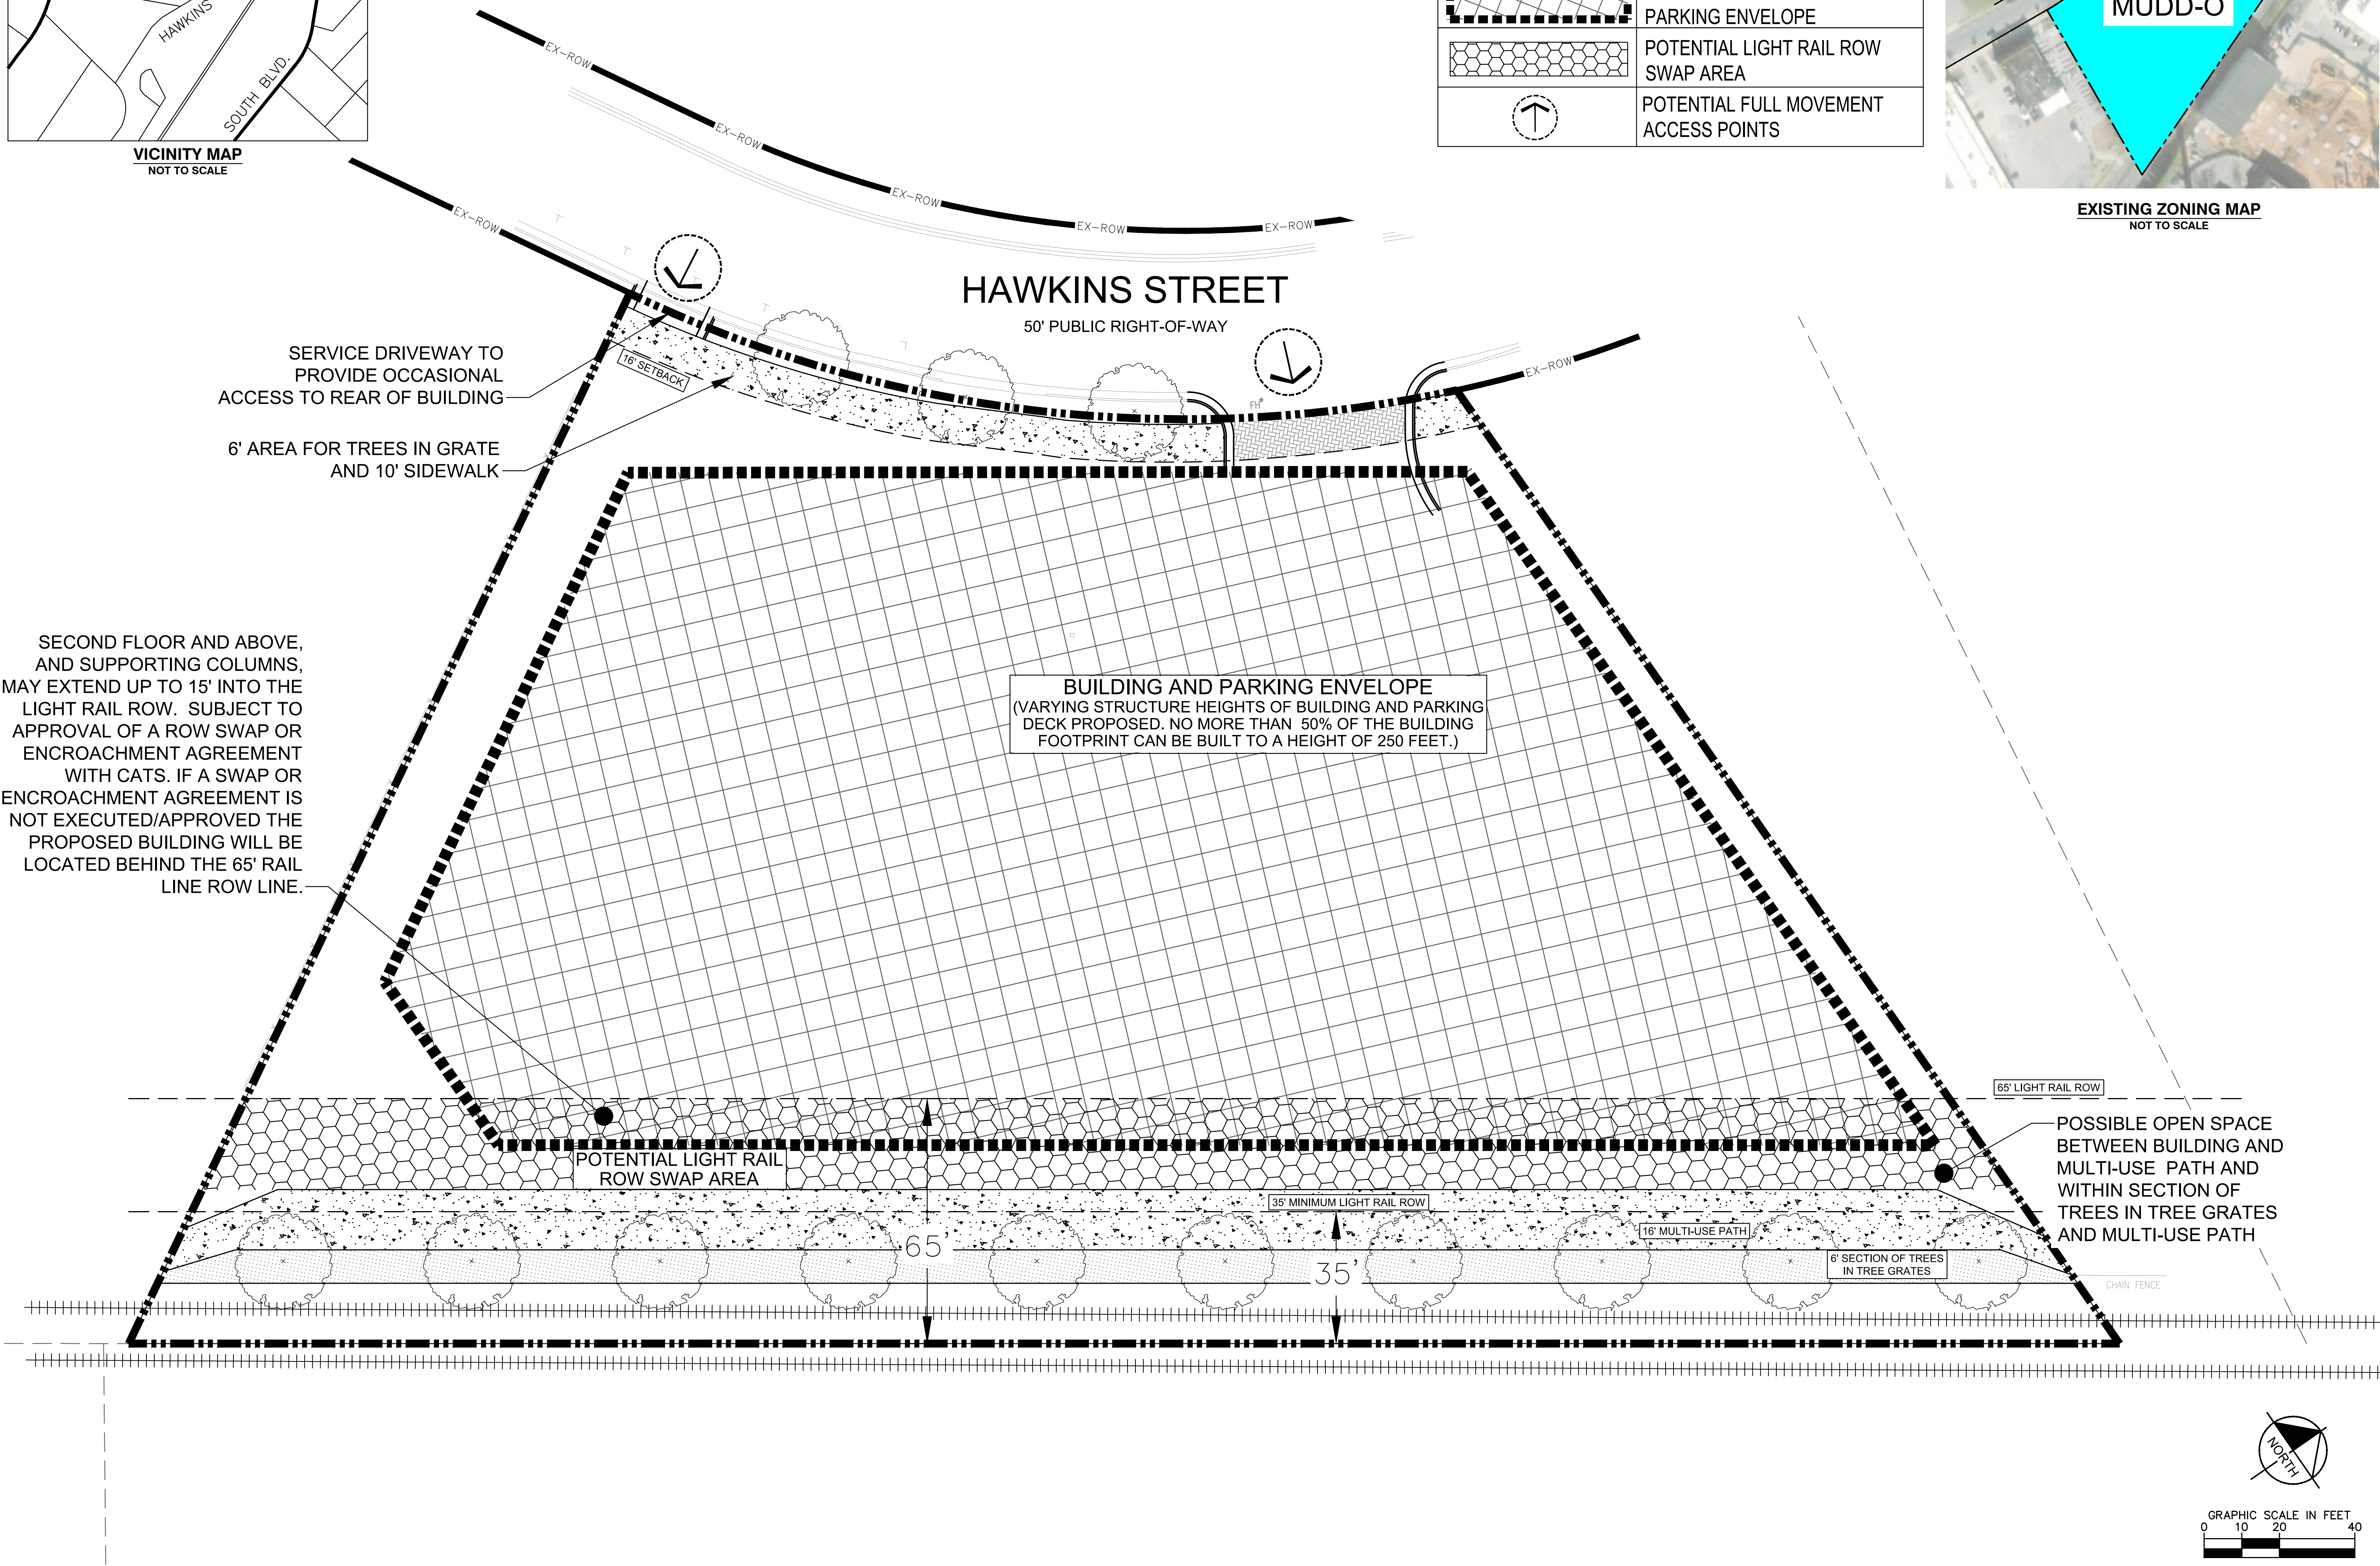 HAWKINS
SOUTH BLVD.
VICINITY MAP
NOT TO SCALE
PARKING ENVELOPE
POTENTIAL LIGHT RAIL ROW
SWAP AREA
POTENTIAL FULL MOVEMENT
ACCESS POINTS
MUDD-O
EXISTING ZONING MAP
NOT TO SCALE
EX-ROW
EX-ROW
EX-ROW
EX-ROW
EX-ROW
EX-ROW
EX-ROW
HAWKINS STREET
50' PUBLIC RIGHT-OF-WAY
SERVICE DRIVEWAY TO
PROVIDE OCCASIONAL
ACCESS TO REAR OF BUILDING
16' SETBACK
FH
6' AREA FOR TREES IN GRATE
AND 10' SIDEWALK
SECOND FLOOR AND ABOVE,
AND SUPPORTING COLUMNS,
MAY EXTEND UP TO 15' INTO THE
LIGHT RAIL ROW. SUBJECT TO
APPROVAL OF A ROW SWAP OR
ENCROACHMENT AGREEMENT
WITH CATS. IF A SWAP OR
ENCROACHMENT AGREEMENT IS
NOT EXECUTED/APPROVED THE
PROPOSED BUILDING WILL BE
LOCATED BEHIND THE 65' RAIL
LINE ROW LINE.
BUILDING AND PARKING ENVELOPE
(VARYING STRUCTURE HEIGHTS OF BUILDING AND PARKING
DECK PROPOSED. NO MORE THAN 50% OF THE BUILDING
FOOTPRINT CAN BE BUILT TO A HEIGHT OF 250 FEET.)
65' LIGHT RAIL ROW
POSSIBLE OPEN SPACE
BETWEEN BUILDING AND
MULTI-USE PATH AND
WITHIN SECTION OF
TREES IN TREE GRATES
AND MULTI-USE PATH
POTENTIAL LIGHT RAIL
ROW SWAP AREA
35' MINIMUM LIGHT RAIL ROW
16' MULTI-USE PATH
65'
35'
6' SECTION OF TREES
IN TREE GRATES
CHAIN FENCE
NORTH
GRAPHIC SCALE IN FEET
0 10 20 40